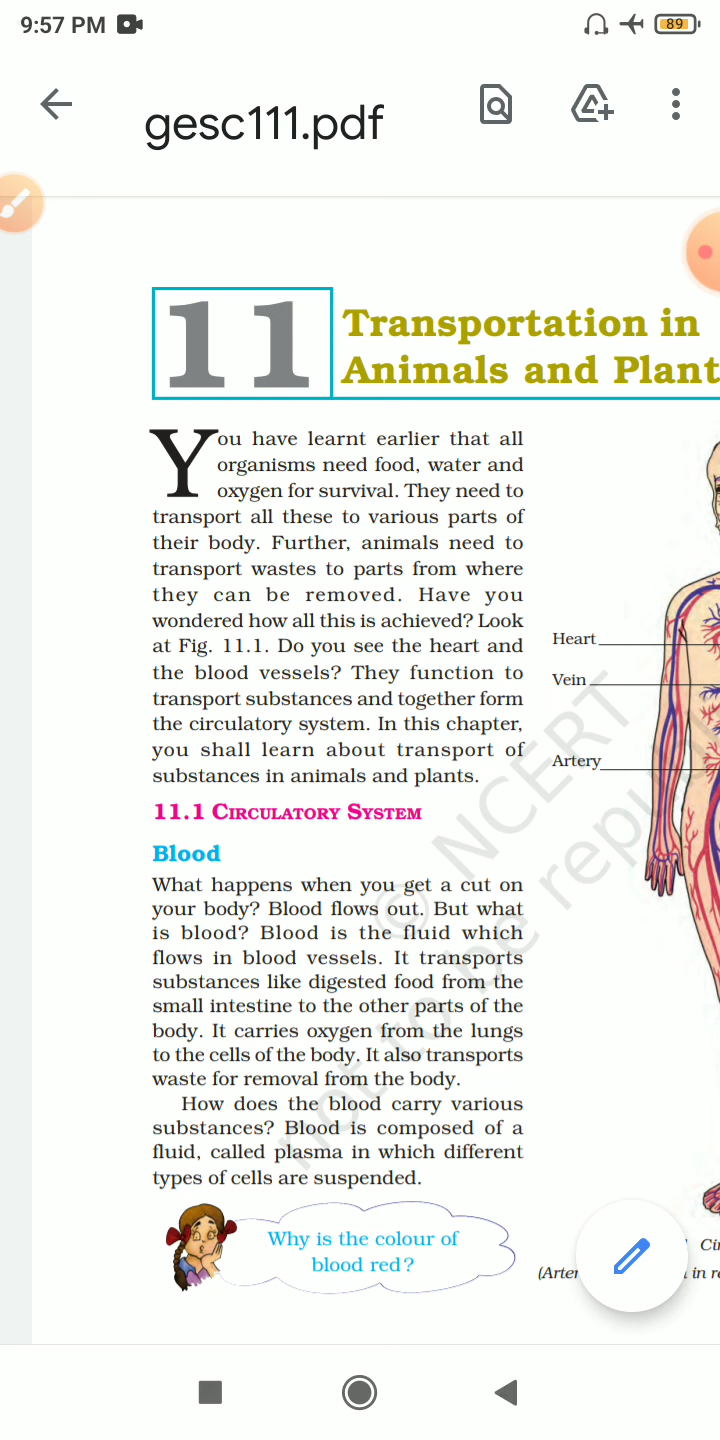 9:57 PM
89
gesc111.pdf
11
Transportation in
Animals and Plant
You have learnt earlier that all
organisms need food, water and
oxygen for survival. They need to
transport all these to various parts of
their body. Further, animals need to
transport wastes to parts from where
they can be removed. Have you
wondered how all this is achieved? Look
at Fig. 11.1. Do you see the heart and
the blood vessels? They function to
transport substances and together form
the circulatory system. In this chapter,
you shall learn about transport of
substances in animals and plants.
11.1 CIRCULATORY SYSTEM
Blood
What happens when you get a cut on
your body? Blood flows out. But what
is blood? Blood is the fluid which
flows in blood vessels. It transports
substances like digested food from the
small intestine to the other parts of the
body. It carries oxygen from the lungs
to the cells of the body. It also transports
waste for removal from the body.
How does the blood carry various
substances? Blood is composed of a
fluid, called plasma in which different
types of cells are suspended.
Why is the colour of
blood red?
Heart
Vein
Artery
Cir
(Arter
in re
© NCERT
not to be repu